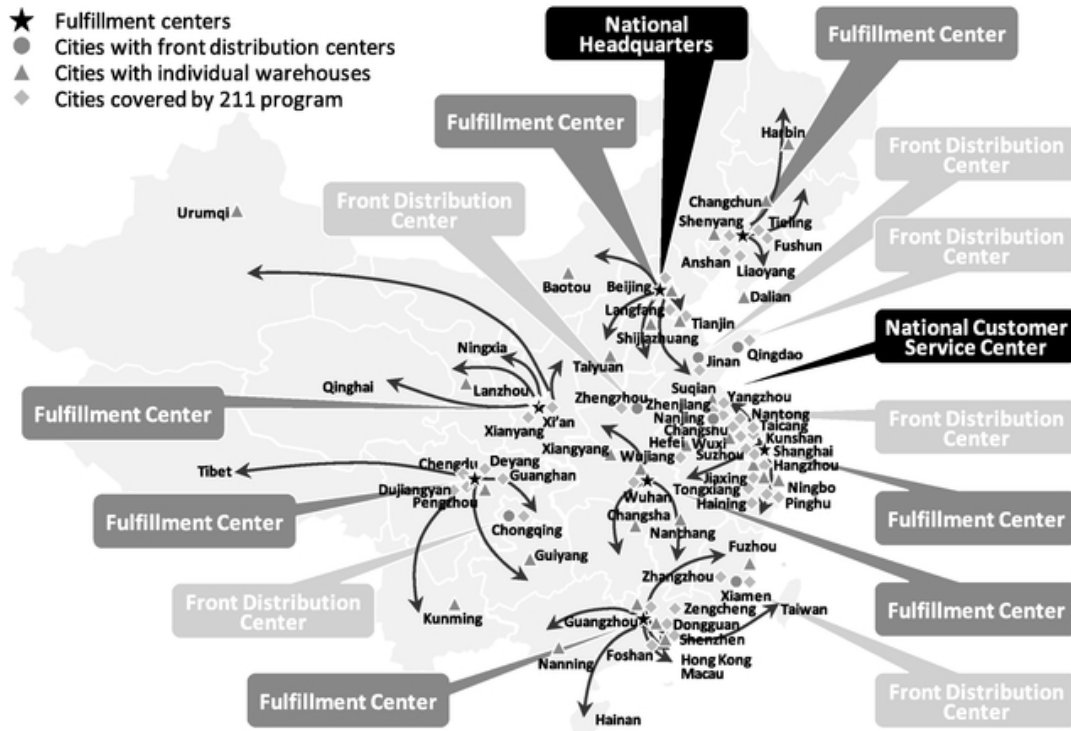 Fulfillment centers
Cities with front distribution centers
Cities with individual warehouses
Cities covered by 211 program
National
Headquarters
Fulfillment Center
Fulfillment Center
Front Distribution
Center
Front Distribution
Center
Front Distribution
Center
National Customer
Service Center
Front Distribution
Center
Fulfillment Center
Fulfillment Center
Fulfillment Center
Fulfillment Center
Front Distribution
Center
Fulfillment Center
Front Distribution
Center
Harbin
Urumqi
Changchun
Shenyang
Tieling
Fushun
Anshan
Liaoyang
Baotou
Beijing
Dalian
Langfang
Tianjin
Shijiazhuang
Ningxia
Taiyuan
Jinan
Qingdao
Qinghai
Lanzhou
Suqian
Yangzhou
Zhengzhou
Zhenjiang
Nantong
Nanjing
Taicang
Xi'an
Changshu
Xianyang
Kunshan
Hefei
Wuxi
Shanghai
Xiangyang
Wujiang
Suzhou
Hangzhou
Tibet
Chengdu
Deyang
Guanghan
Jiaxing
Ningbo
Dujiangyan
Pengzhou
Wuhan
Tongxiang
Haining
Pinghu
Chongqing
Changsha
Nanchang
Guiyang
Fuzhou
Zhangzhou
Xiamen
Kunming
Zengcheng
Taiwan
Guangzhou
Dongguan
Shenzhen
Nanning
Foshan
Hong Kong
Macau
Hainan